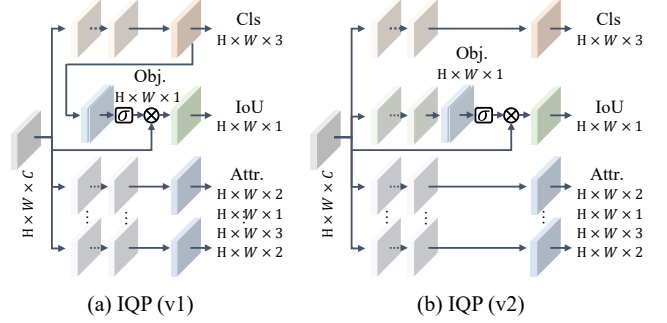 Cls
H × W × 3
Obj.
H × W × 1
σ
IoU
H × W × 1
H × W × C
Attr.
H × W × 2
H × W × 1
H × W × 3
H × W × 2
(a) IQP (v1)
Cls
H × W × 3
Obj.
H × W × 1
σ
IoU
H × W × 1
H × W × C
Attr.
H × W × 2
H × W × 1
H × W × 3
H × W × 2
(b) IQP (v2)